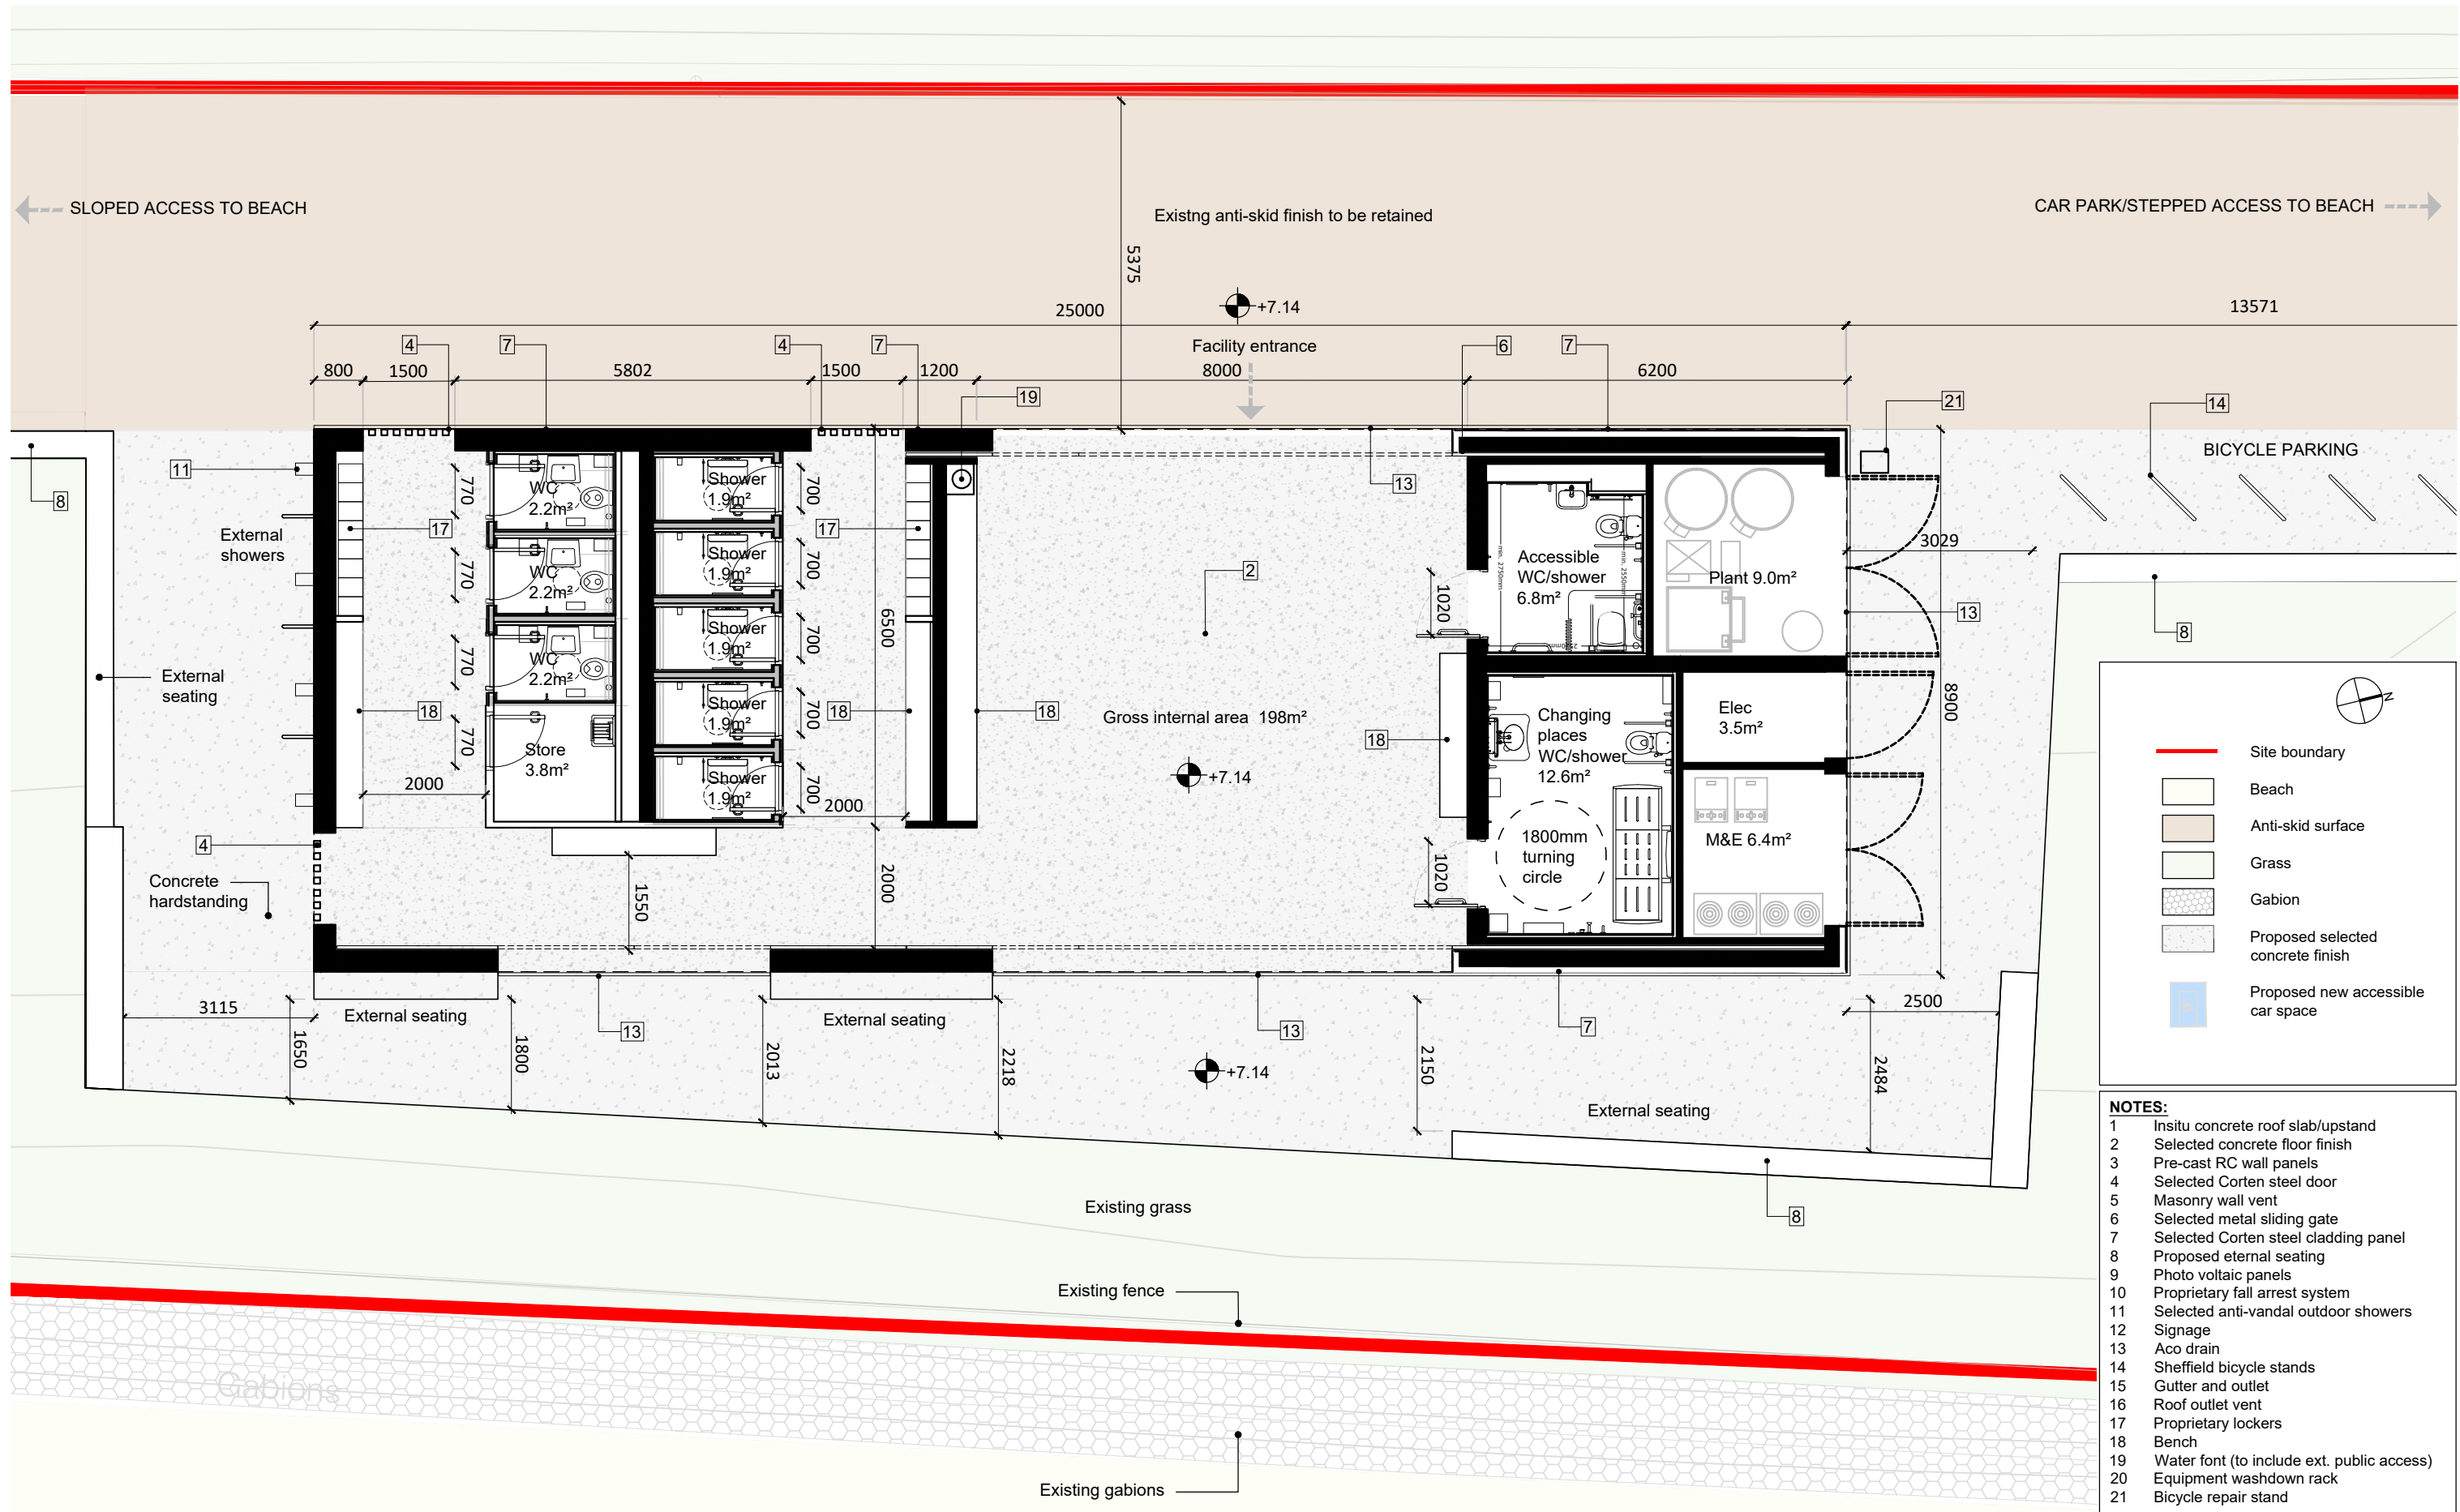 SLOPED ACCESS TO BEACH
Existng anti-skid finish to be retained
CAR PARK/STEPPED ACCESS TO BEACH
5375
+7.14
25000
13571
4
7
4
7
Facility entrance
6
7
800
1500
5802
1500
1200
8000
6200
19
21
14
BICYCLE PARKING
11
8
13
External
showers
17
770
WC
2.2m²
Shower
1.9m²
700
17
770
WC
2.2m²
Shower
1.9m²
700
2
1020
min. 2750mm
min. 2550mm
Accessible
WC/shower
6.8m²
Plant 9.0m²
3029
13
8
6500
770
WC
2.2m²
Shower
1.9m²
700
External
seating
18
18
18
18
Shower
1.9m²
700
Gross internal area  198m²
+7.14
770
Store
3.8m²
Shower
1.9m²
700
2000
2000
Changing
places
WC/shower
12.6m²
Elec
3.5m²
8900
4
Concrete
hardstanding
1550
2000
1020
1800mm
turning
circle
M&E 6.4m²
3115
1650
External seating
1800
13
2013
External seating
2218
13
+7.14
2150
7
2484
2500
External seating
8
Existing grass
Existing fence
Gabions
Existing gabions
N
Site boundary
Beach
Anti-skid surface
Grass
Gabion
Proposed selected
concrete finish
Proposed new accessible
car space
NOTES:
1 Insitu concrete roof slab/upstand
2 Selected concrete floor finish
3 Pre-cast RC wall panels
4 Selected Corten steel door
5 Masonry wall vent
6 Selected metal sliding gate
7 Selected Corten steel cladding panel
8 Proposed eternal seating
9 Photo voltaic panels
10 Proprietary fall arrest system
11 Selected anti-vandal outdoor showers
12 Signage
13 Aco drain
14 Sheffield bicycle stands
15 Gutter and outlet
16 Roof outlet vent
17 Proprietary lockers
18 Bench
19 Water font (to include ext. public access)
20 Equipment washdown rack
21 Bicycle repair stand